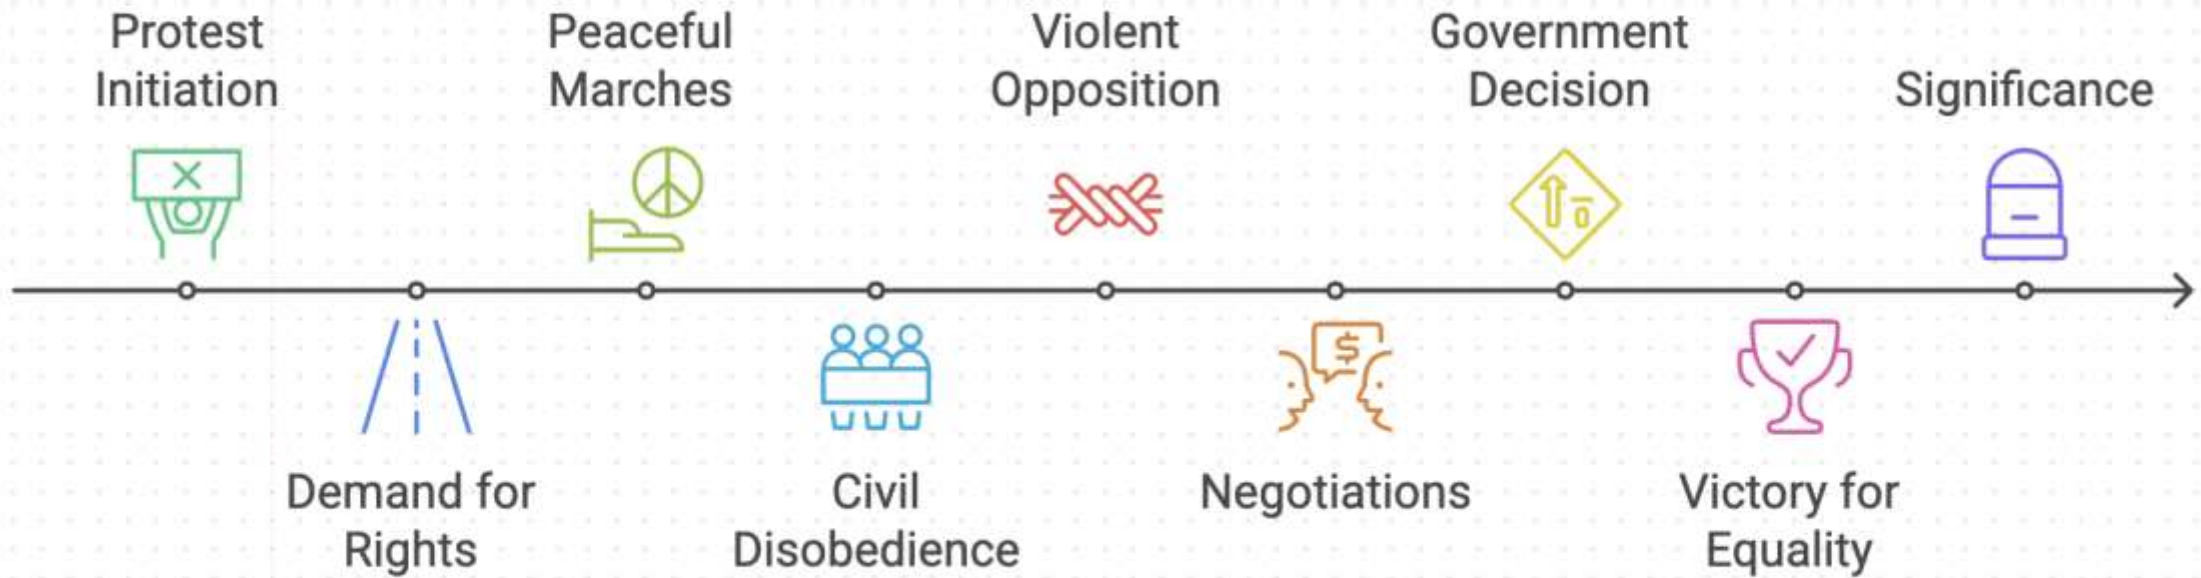 Protest
Initiation
Demand for
Rights
Peaceful
Marches
Civil
Disobedience
Violent
Opposition
$
Negotiations
Government
Decision
Victory for
Equality
Significance